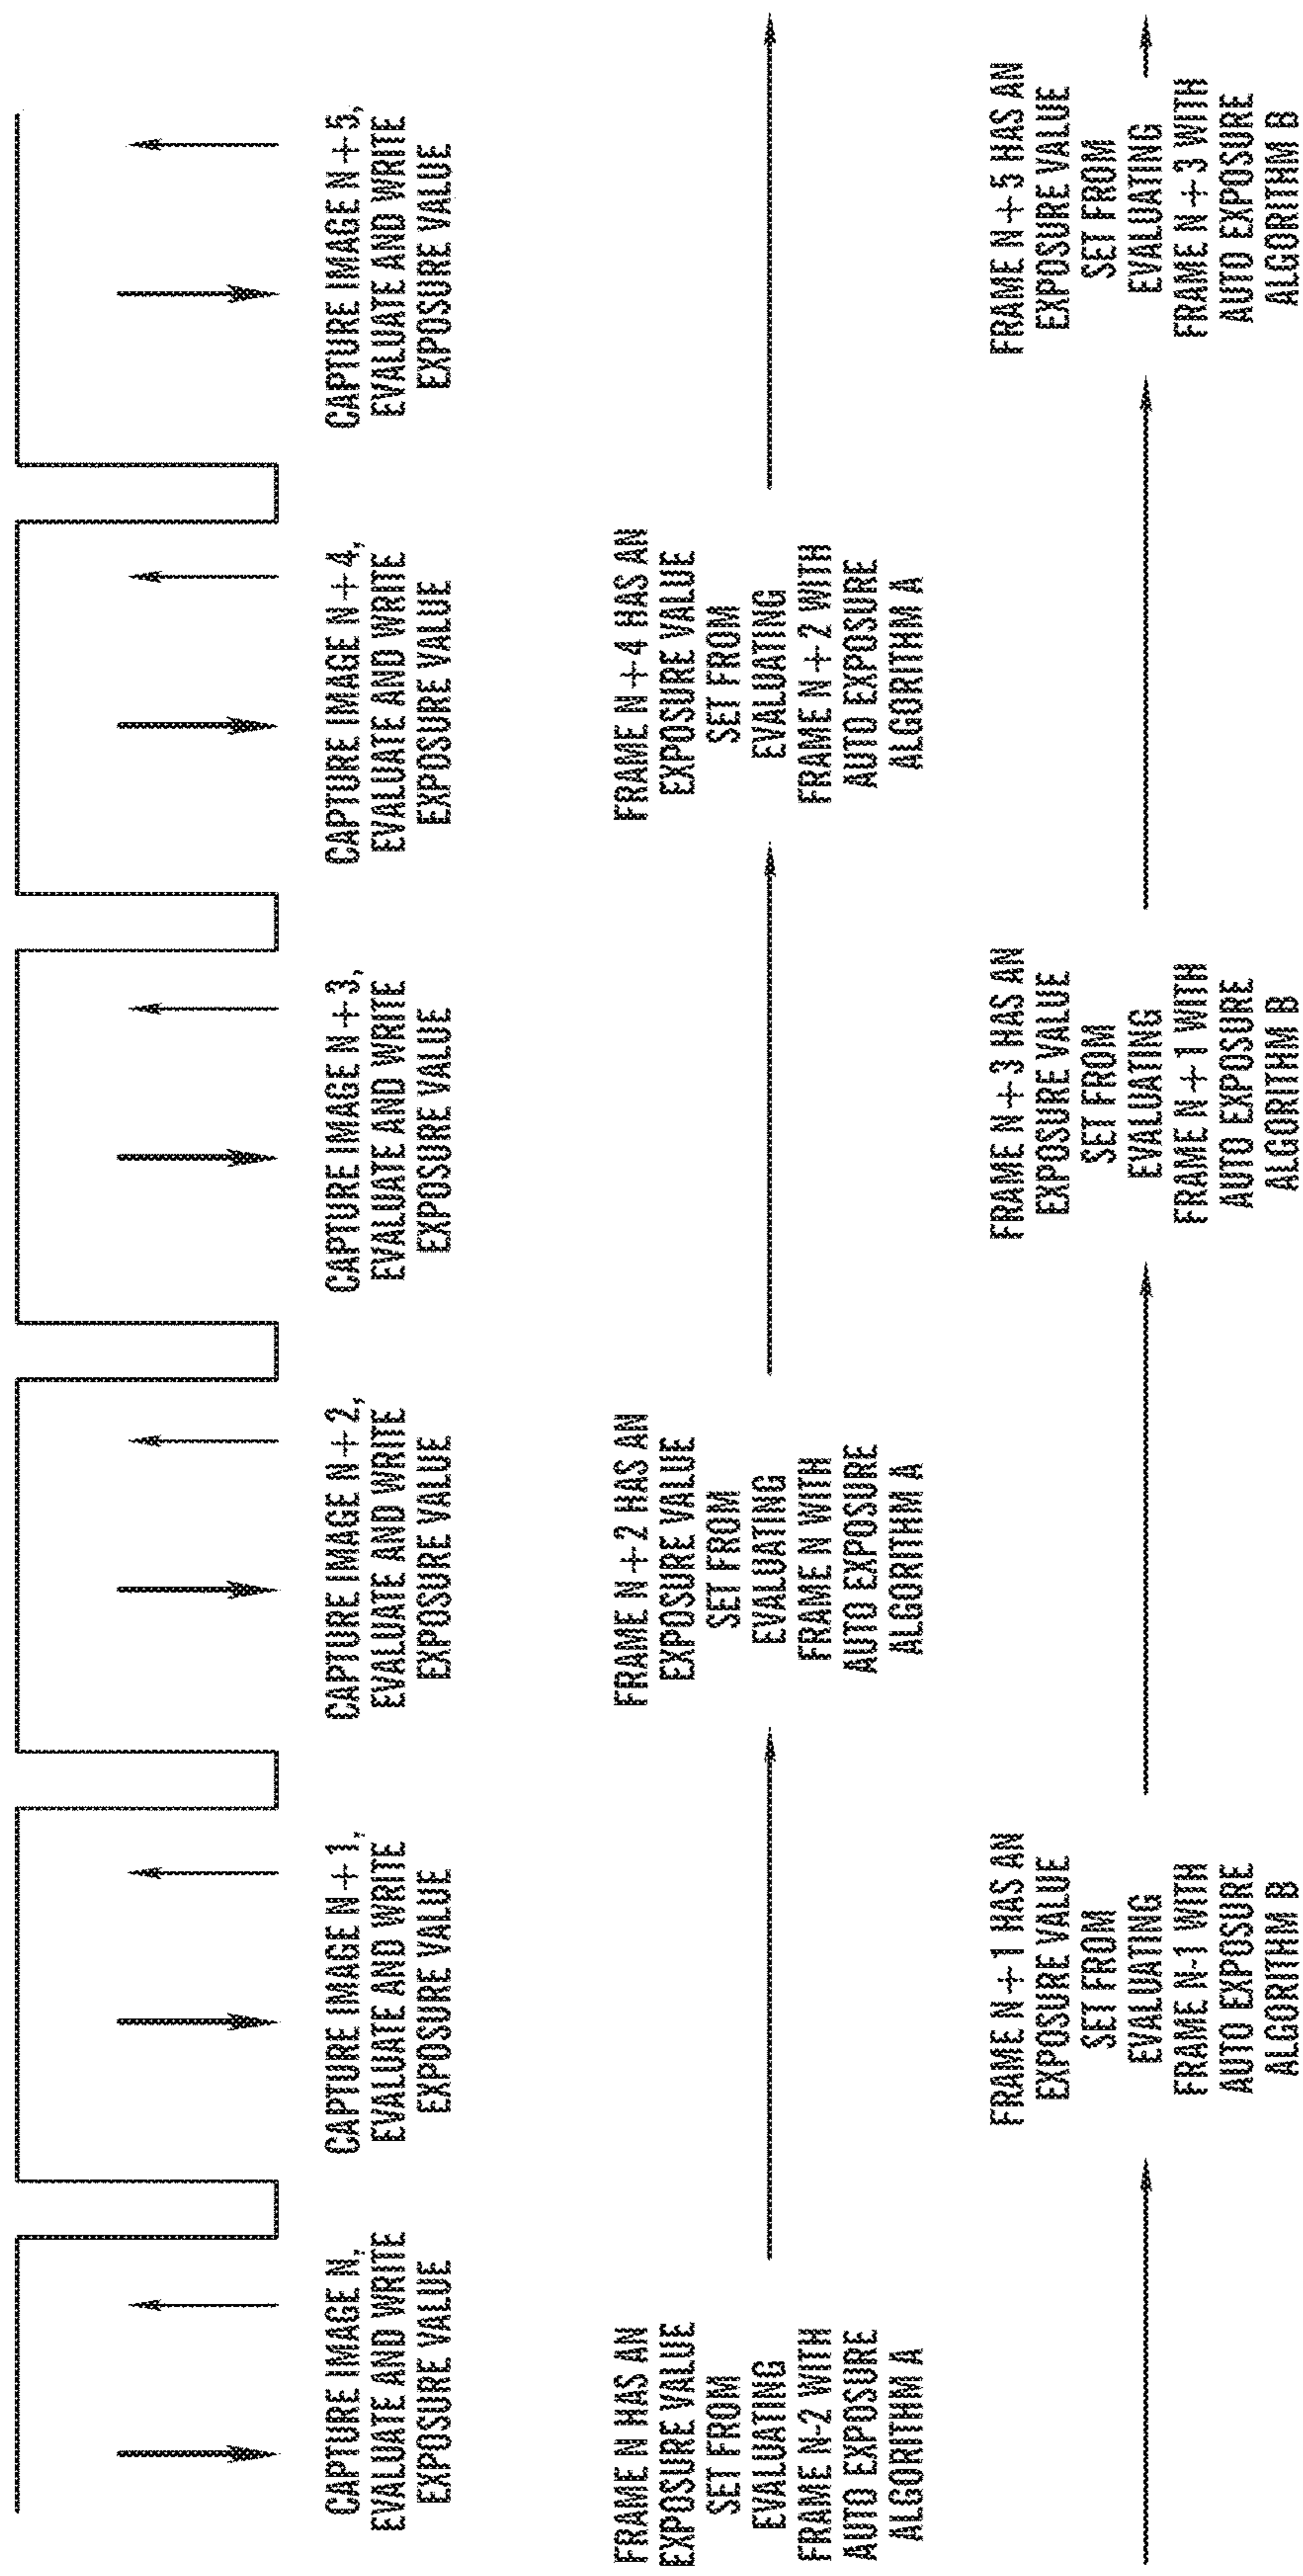 CAPTURE IMAGE N,
EVALUATE AND WRITE
EXPOSURE VALUE
CAPTURE IMAGE N + 1,
EVALUATE AND WRITE
EXPOSURE VALUE
CAPTURE IMAGE N + 2,
EVALUATE AND WRITE
EXPOSURE VALUE
CAPTURE IMAGE N + 3,
EVALUATE AND WRITE
EXPOSURE VALUE
CAPTURE IMAGE N + 4,
EVALUATE AND WRITE
EXPOSURE VALUE
CAPTURE IMAGE N + 5,
EVALUATE AND WRITE
EXPOSURE VALUE
FRAME N HAS AN
EXPOSURE VALUE
SET FROM
EVALUATING
FRAME N-2 WITH
AUTO EXPOSURE
ALGORITHM A
FRAME N + 2 HAS AN
EXPOSURE VALUE
SET FROM
EVALUATING
FRAME N WITH
AUTO EXPOSURE
ALGORITHM A
FRAME N + 4 HAS AN
EXPOSURE VALUE
SET FROM
EVALUATING
FRAME N + 2 WITH
AUTO EXPOSURE
ALGORITHM A
FRAME N + 1 HAS AN
EXPOSURE VALUE
SET FROM
EVALUATING
FRAME N-1 WITH
AUTO EXPOSURE
ALGORITHM B
FRAME N + 3 HAS AN
EXPOSURE VALUE
SET FROM
EVALUATING
FRAME N + 1 WITH
AUTO EXPOSURE
ALGORITHM B
FRAME N + 5 HAS AN
EXPOSURE VALUE
SET FROM
EVALUATING
FRAME N + 3 WITH
AUTO EXPOSURE
ALGORITHM B